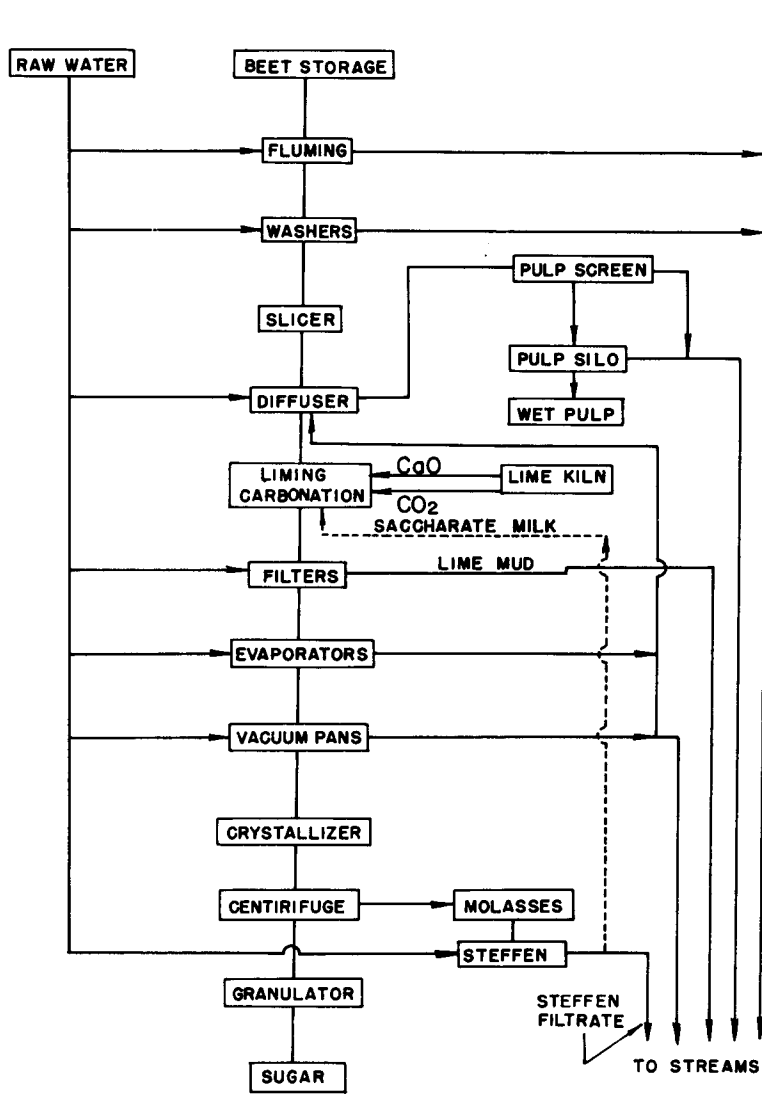 RAW WATER
BEET STORAGE
FLUMING
WASHERS
PULP SCREEN
SLICER
PULP SILO
DIFFUSER
WET PULP
LIMING
CARBONATION
CaO
CO2
LIME KILN
SACCHARATE MILK
LIME MUD
FILTERS
EVAPORATORS
VACUUM PANS
CRYSTALLIZER
CENTIRIFUGE
MOLASSES
STEFFEN
GRANULATOR
STEFFEN
FILTRATE
TO STREAMS
SUGAR